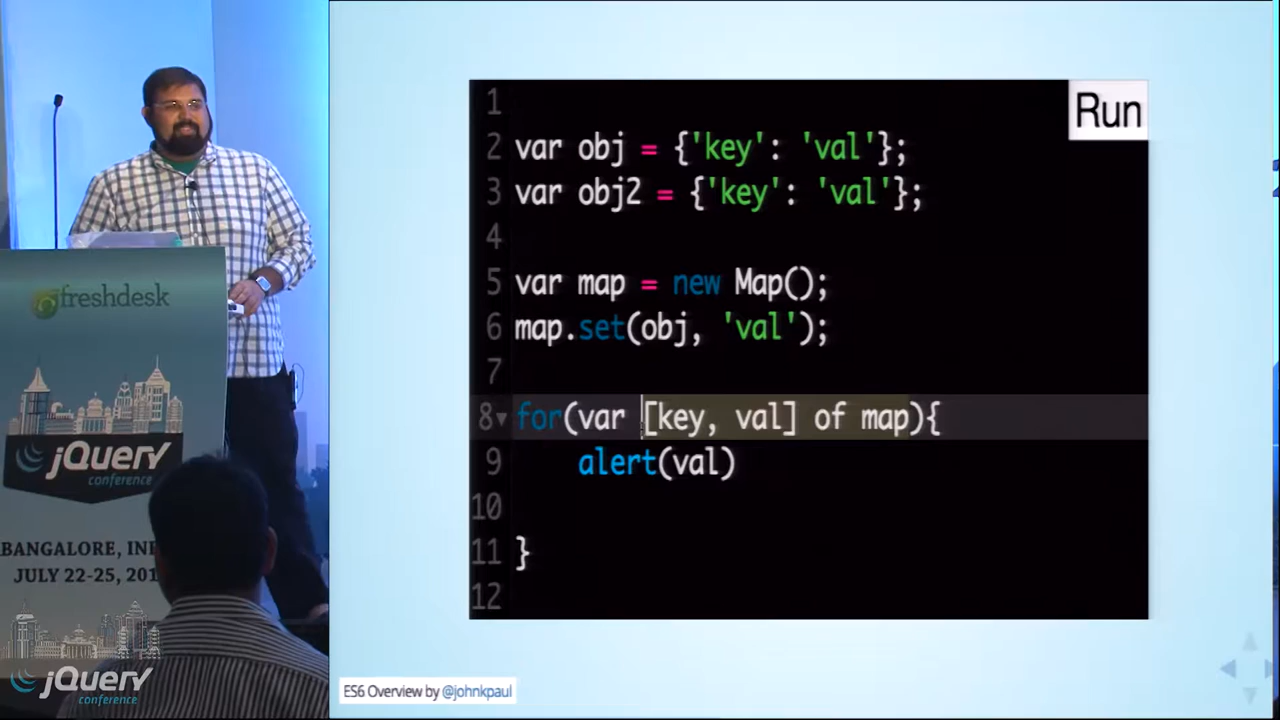 freshdesk
jQuery
conference
BANGALORE, IN
JULY 22-25, 201
jQuery
conference
Run
1
2 var obj = {'key': 'val'};
3 var obj2 = {'key': 'val'};
4
5 var map = new Map();
6 map.set(obj, 'val');
7
8 for(var [key, val] of map){
9 alert(val)
10
11 }
12
ES6 Overview by @johnkpaul